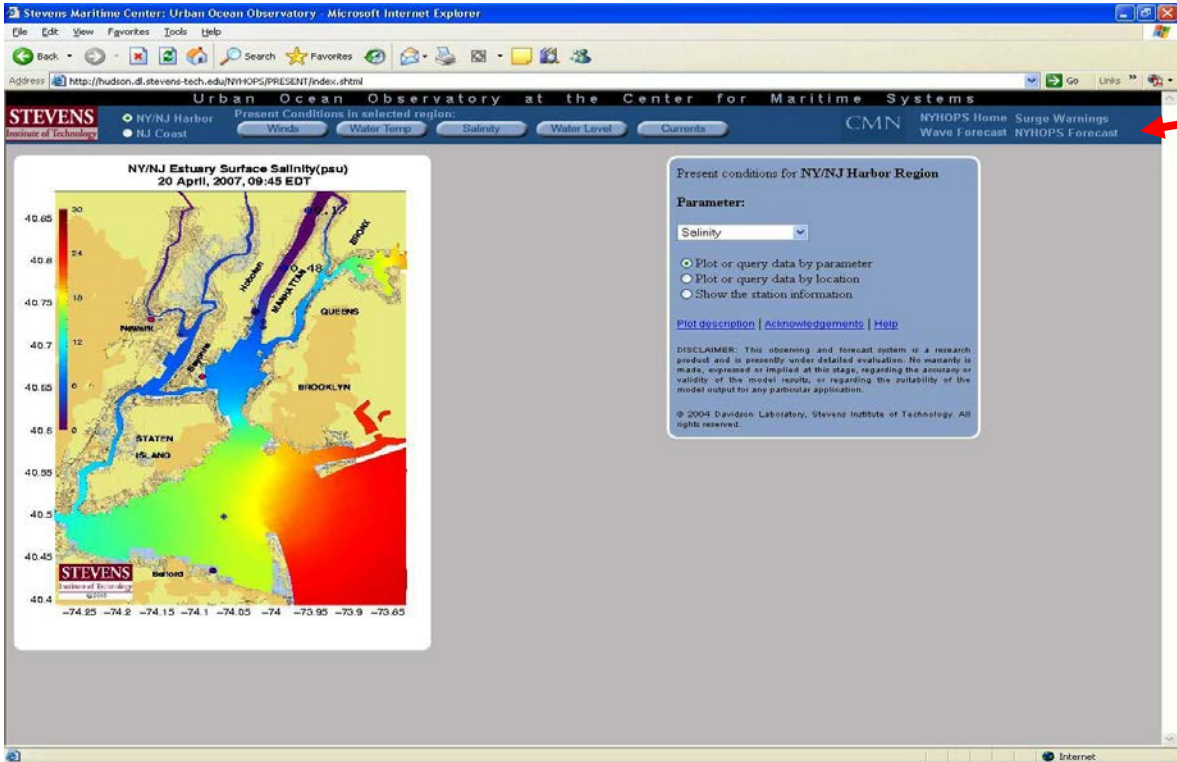 Stevens Maritime Center: Urban Ocean Observatory - Microsoft Internet Explorer
File Edit View Favorites Tools Help
Back Search Favorites
Address http://hudson.dl.stevens-tech.edu/NYHOPS/PRESENT/index.shtml Go Links »
Urban Ocean Observatory at the Center for Maritime Systems
STEVENS
Institute of Technology
NY/NJ Harbor
NJ Coast
Present Conditions in selected region:
Winds Water Temp Salinity Water Level Currents
CMN
NYHOPS Home Surge Warnings
Wave Forecast NYHOPS Forecast
NY/NJ Estuary Surface Salinity(psu)
20 April, 2007, 09:45 EDT
40.85
40.8
40.75
40.7
40.65
40.6
40.55
40.5
40.45
40.4
30
24
18
12
6
0
BRONX
Hoboken
MANHATTAN
QUEENS
Newark
Bayonne
BROOKLYN
STATEN
ISLAND
Belford
STEVENS
Institute of Technology
-74.25 -74.2 -74.15 -74.1 -74.05 -74 -73.95 -73.9 -73.85
Present conditions for NY/NJ Harbor Region
Parameter:
Salinity
Plot or query data by parameter
Plot or query data by location
Show the station information
Plot description | Acknowledgements | Help
DISCLAIMER: This observing and forecast system is a research
product and is presently under detailed evaluation. No warranty is
made, expressed or implied at this stage, regarding the accuracy or
validity of the model results, or regarding the suitability of the
model output for any particular application.
© 2004 Davidson Laboratory, Stevens Institute of Technology. All
rights reserved.
Internet